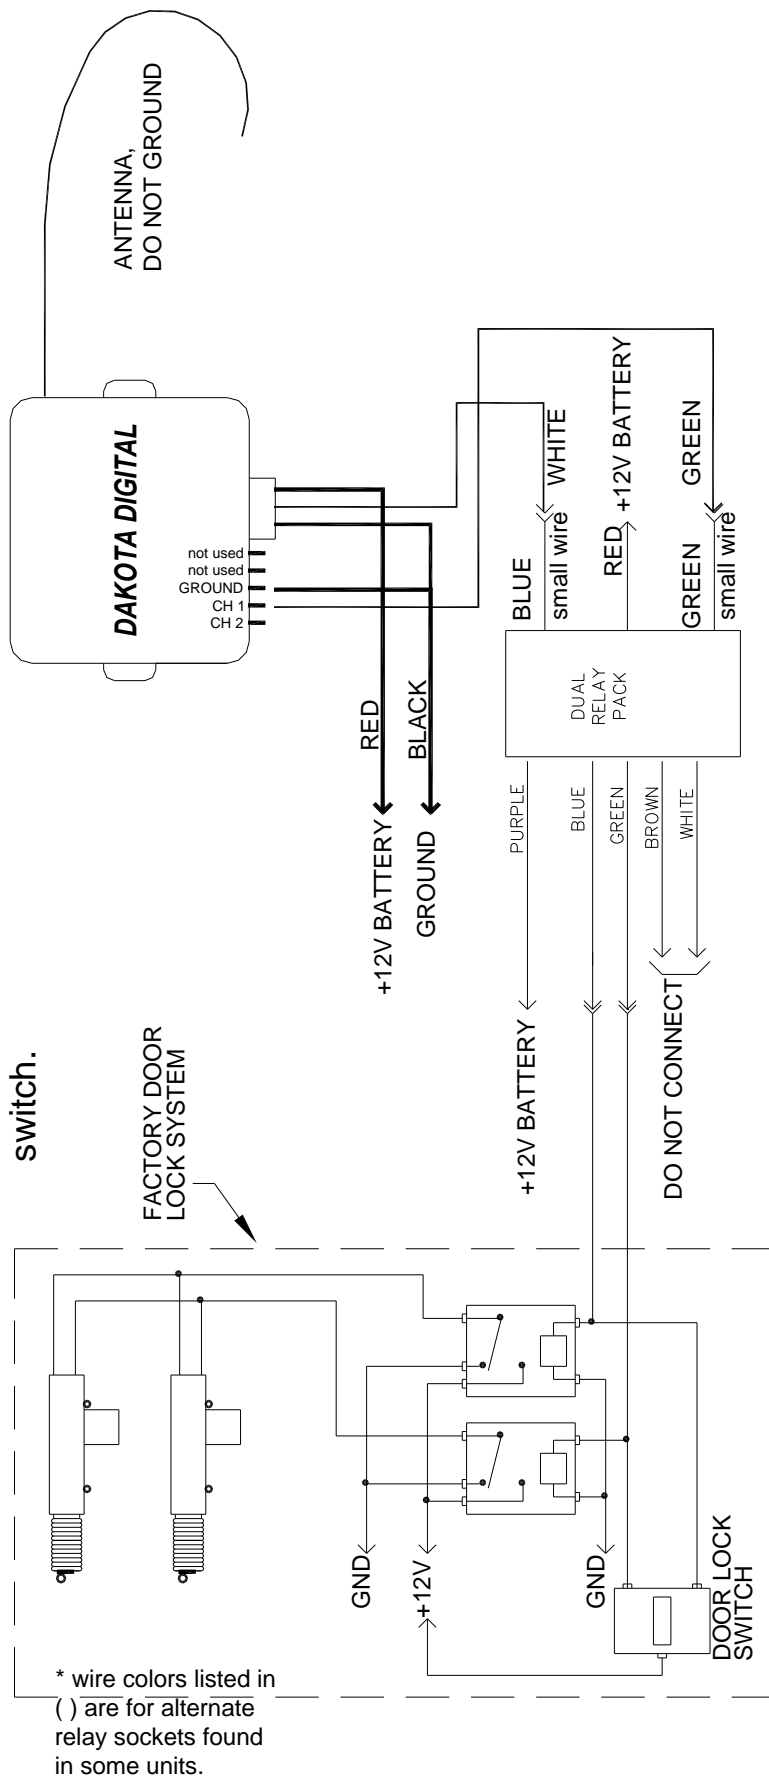 ANTENNA,
DO NOT GROUND
DAKOTA DIGITAL
not used
not used
GROUND
CH 1
CH 2
RED
BLACK
+12V BATTERY
GROUND
WHITE
BLUE
small wire
+12V BATTERY
RED
GREEN
GREEN
small wire
DUAL
RELAY
PACK
PURPLE
BLUE
GREEN
BROWN
WHITE
+12V BATTERY
DO NOT CONNECT
switch.
FACTORY DOOR
LOCK SYSTEM
GND
+12V
GND
DOOR LOCK
SWITCH
* wire colors listed in
( ) are for alternate
relay sockets found
in some units.